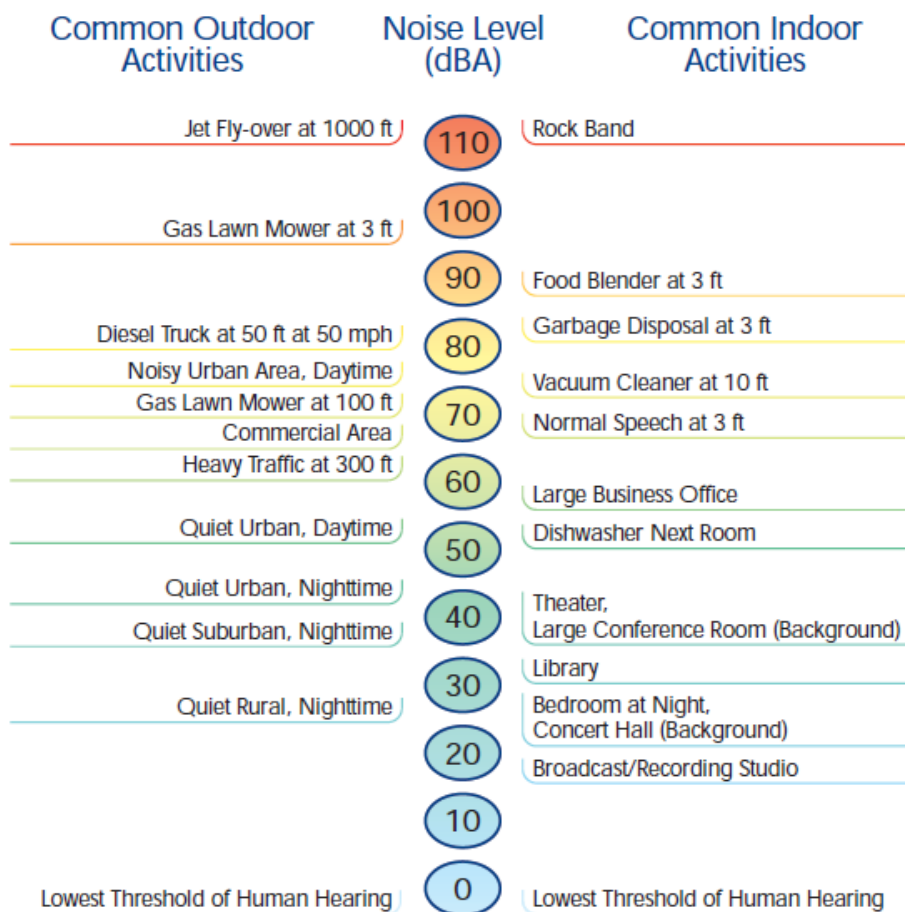 Common Outdoor
Activities
Noise Level
(dBA)
Common Indoor
Activities
Jet Fly-over at 1000 ft
110
Rock Band
100
Gas Lawn Mower at 3 ft
90
Food Blender at 3 ft
Diesel Truck at 50 ft at 50 mph
80
Garbage Disposal at 3 ft
Noisy Urban Area, Daytime
Vacuum Cleaner at 10 ft
Gas Lawn Mower at 100 ft
70
Normal Speech at 3 ft
Commercial Area
Heavy Traffic at 300 ft
60
Large Business Office
Quiet Urban, Daytime
50
Dishwasher Next Room
Quiet Urban, Nighttime
40
Theater,
Large Conference Room (Background)
Quiet Suburban, Nighttime
Library
30
Quiet Rural, Nighttime
Bedroom at Night,
Concert Hall (Background)
20
Broadcast/Recording Studio
10
Lowest Threshold of Human Hearing
0
Lowest Threshold of Human Hearing